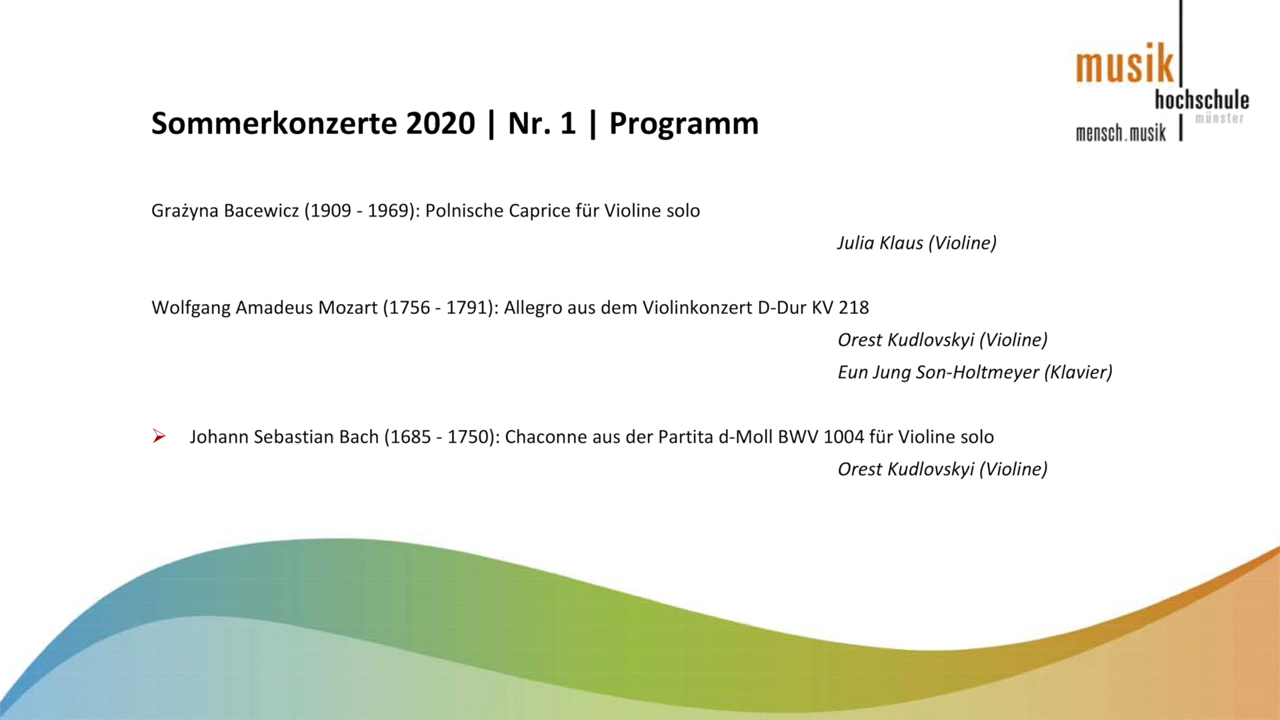 musik
hochschule
münster
mensch.musik
Sommerkonzerte 2020 | Nr. 1 | Programm
Grażyna Bacewicz (1909 - 1969): Polnische Caprice für Violine solo
Julia Klaus (Violine)
Wolfgang Amadeus Mozart (1756 - 1791): Allegro aus dem Violinkonzert D-Dur KV 218
Orest Kudlovskyi (Violine)
Eun Jung Son-Holtmeyer (Klavier)
Johann Sebastian Bach (1685 - 1750): Chaconne aus der Partita d-Moll BWV 1004 für Violine solo
Orest Kudlovskyi (Violine)